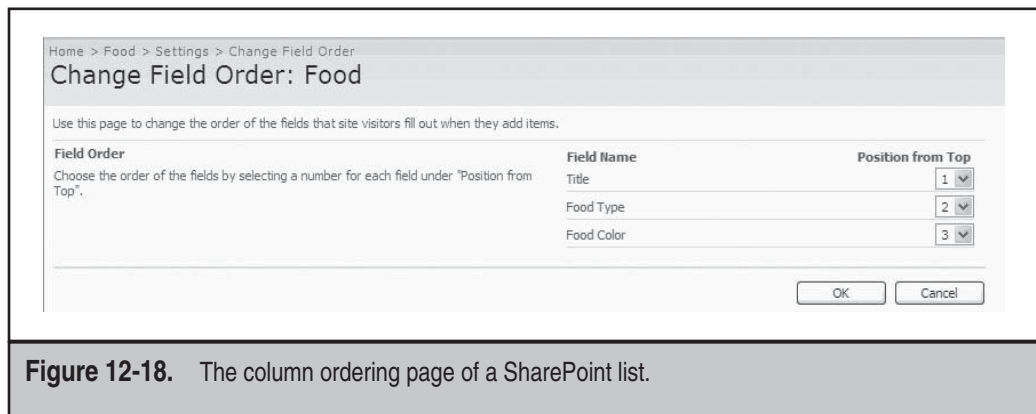 Home > Food > Settings > Change Field Order
Change Field Order: Food
Use this page to change the order of the fields that site visitors fill out when they add items.
Field Order
Choose the order of the fields by selecting a number for each field under "Position from
Top".
Field Name Position from Top
Title 1
Food Type 2
Food Color 3
OK Cancel
Figure 12-18. The column ordering page of a SharePoint list.